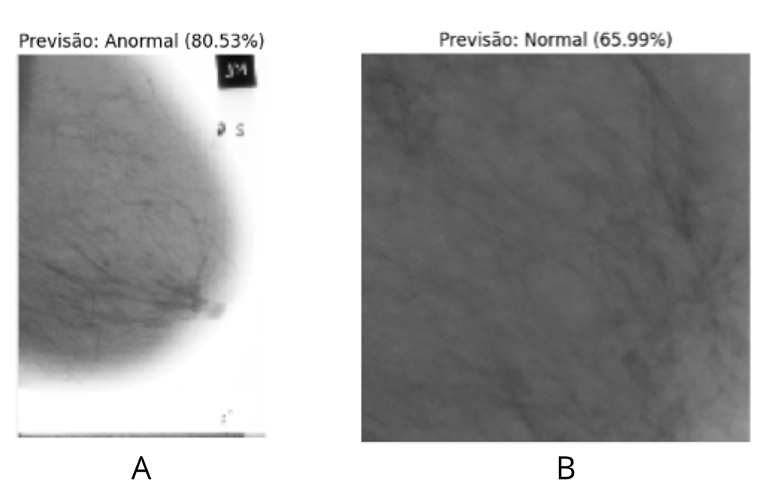 Previsão: Anormal (80.53%)
Previsão: Normal (65.99%)
A
B